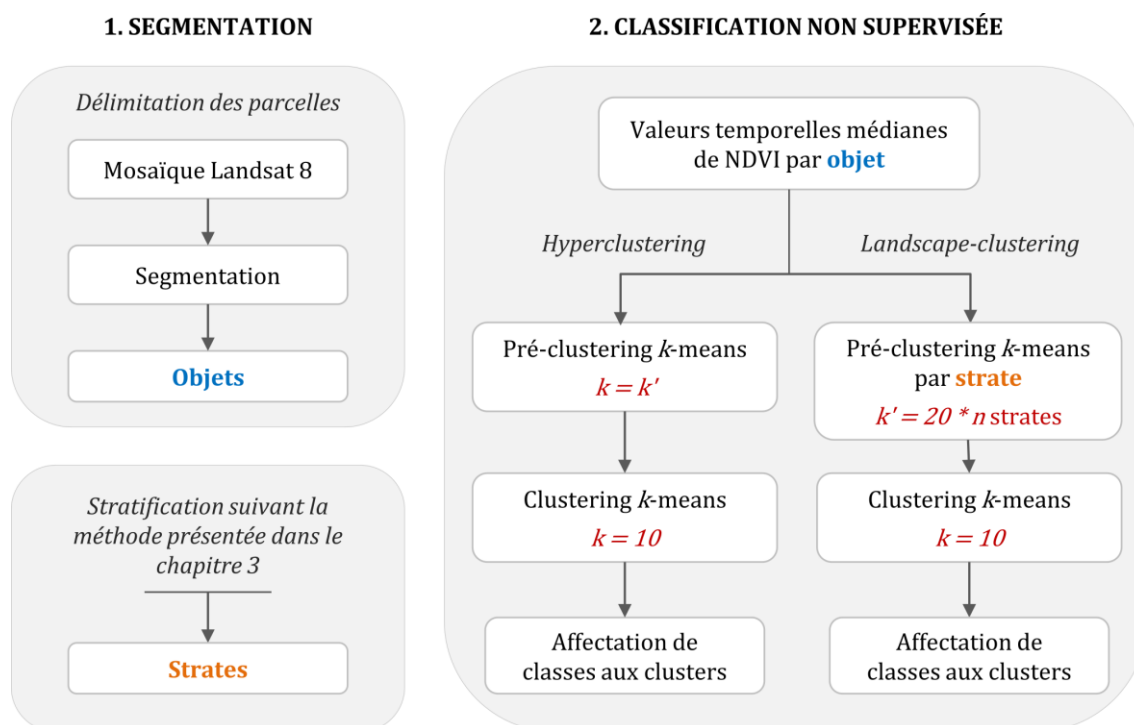 1. SEGMENTATION
Délimitation des parcelles
Mosaïque Landsat 8
Segmentation
Objets
Stratification suivant la
méthode présentée dans le
chapitre 3
Strates
2. CLASSIFICATION NON SUPERVISÉE
Valeurs temporelles médianes
de NDVI par objet
Hyperclustering
Landscape-clustering
Pré-clustering k-means
k = k'
Clustering k-means
k = 10
Affectation de
classes aux clusters
Pré-clustering k-means
par strate
k' = 20 * n strates
Clustering k-means
k = 10
Affectation de
classes aux clusters